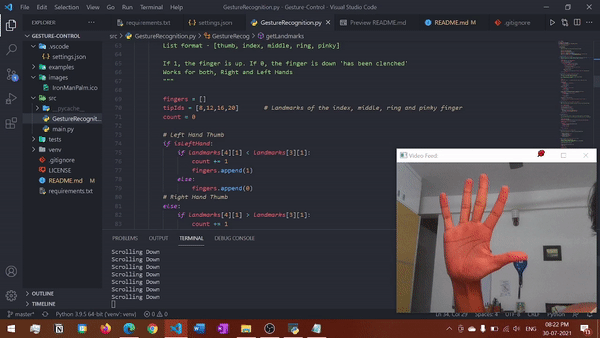 File Edit Selection View Go Run Terminal Help
GestureRecognition.py - Gesture-Control - Visual Studio Code
EXPLORER
requirements.txt
settings.json
GestureRecognition.py
Preview README.md
README.md M
.gitignore
GESTURE-CONTROL
.vscode
settings.json
examples
images
IronManPalm.ico
src
__pycache__
GestureRecognit...
main.py
tests
venv
.gitignore
LICENSE
README.md M
requirements.txt
OUTLINE
TIMELINE
src > GestureRecognition.py > GestureRecog > getLandmarks
List format - [thumb, index, middle, ring, pinky]
If 1, the finger is up. If 0, the finger is down 'has been clenched'
Works for both, Right and Left Hands
"""
fingers = []
tipIds = [8,12,16,20] # Landmarks of the index, middle, ring and pinky finger
count = 0
# Left Hand Thumb
if isLeftHand:
if landmarks[4][1] < landmarks[3][1]:
count += 1
fingers.append(1)
else:
fingers.append(0)
# Right Hand Thumb
else:
if landmarks[4][1] > landmarks[3][1]:
count += 1
PROBLEMS OUTPUT TERMINAL DEBUG CONSOLE
Scrolling Down
Scrolling Down
Scrolling Down
Scrolling Down
Scrolling Down
Scrolling Down
Video Feed
master* Python 3.9.5 64-bit ('venv': venv) 0 0
Ln 34, Col 29 Spaces: 4 UTF-8 CRLF Python
ENG
08:22 PM
30-07-2021